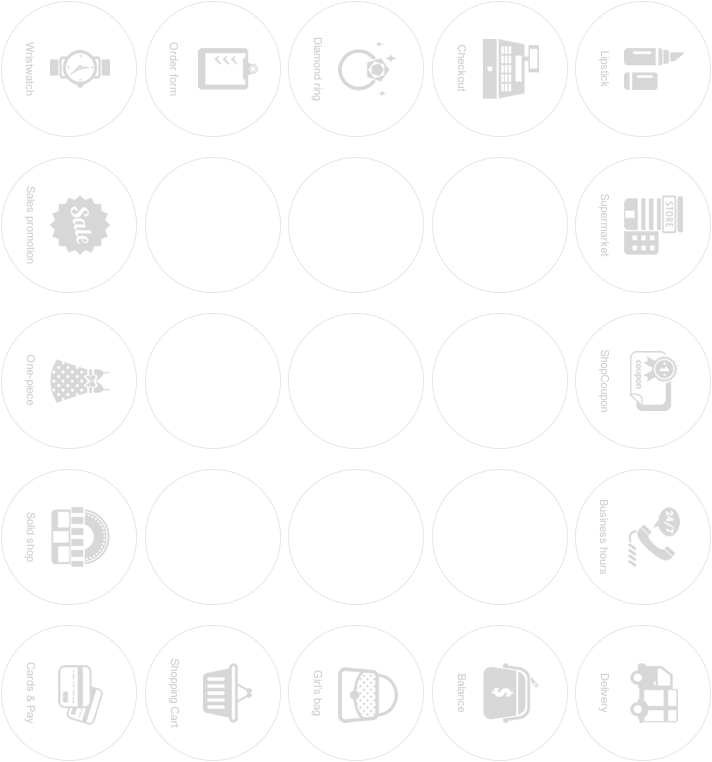 STORE
+1
coupon
24/7
Lipstick
Supermarket
ShopCoupon
Business hours
Delivery
$
Checkout
Balance
Diamond ring
Girl's bag
Order form
Shopping Cart
Sale
Wristwatch
Sales promotion
One-piece
Solid shop
Cards & Pay